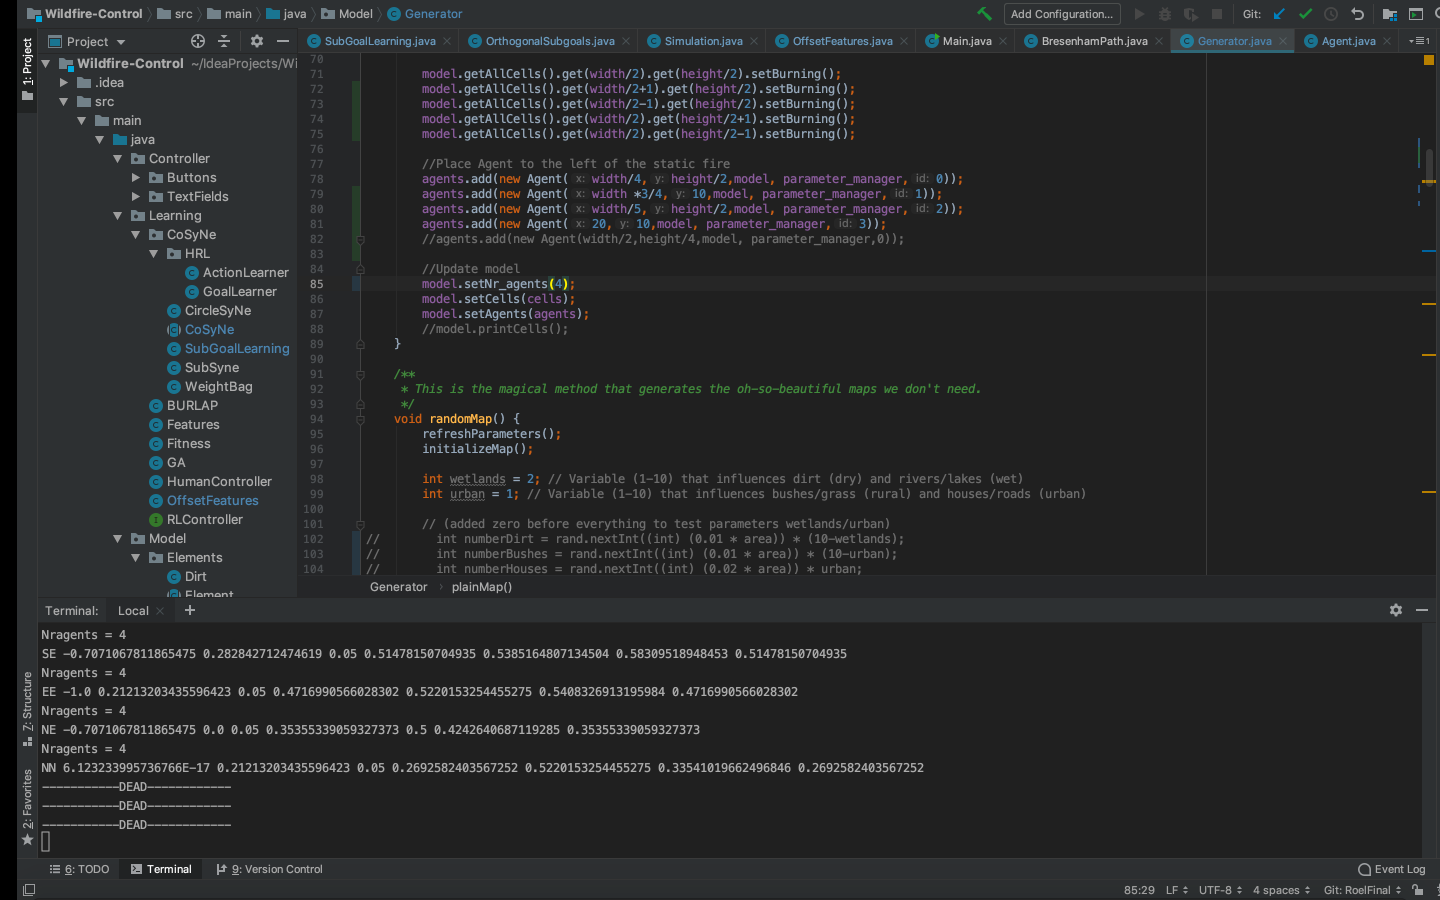 Wildfire-Control src main java Model Generator Add Configuration... Git:
1: Project
Project
SubGoalLearning.java OrthogonalSubgoals.java Simulation.java OffsetFeatures.java Main.java BresenhamPath.java Generator.java Agent.java
Wildfire-Control ~/IdeaProjects/Wi
.idea
src
main
java
Controller
Buttons
TextFields
Learning
CoSyNe
HRL
ActionLearner
GoalLearner
CircleSyNe
CoSyNe
SubGoalLearning
SubSyne
WeightBag
BURLAP
Features
Fitness
GA
HumanController
OffsetFeatures
RLController
Model
Elements
Dirt
Element
70
71 model.getAllCells().get(width/2).get(height/2).setBurning();
72 model.getAllCells().get(width/2+1).get(height/2).setBurning();
73 model.getAllCells().get(width/2-1).get(height/2).setBurning();
74 model.getAllCells().get(width/2).get(height/2+1).setBurning();
75 model.getAllCells().get(width/2).get(height/2-1).setBurning();
76
77 //Place Agent to the left of the static fire
78 agents.add(new Agent( x: width/4, y: height/2,model, parameter_manager, id: 0));
79 agents.add(new Agent( x: width *3/4, y: 10,model, parameter_manager, id: 1));
80 agents.add(new Agent( x: width/5, y: height/2,model, parameter_manager, id: 2));
81 agents.add(new Agent( x: 20, y: 10,model, parameter_manager, id: 3));
82 //agents.add(new Agent(width/2,height/4,model, parameter_manager,0));
83
84 //Update model
85 model.setNr_agents(4);
86 model.setCells(cells);
87 model.setAgents(agents);
88 //model.printCells();
89 }
90
91 /**
92 * This is the magical method that generates the oh-so-beautiful maps we don't need.
93 */
94 void randomMap() {
95 refreshParameters();
96 initializeMap();
97
98 int wetlands = 2; // Variable (1-10) that influences dirt (dry) and rivers/lakes (wet)
99 int urban = 1; // Variable (1-10) that influences bushes/grass (rural) and houses/roads (urban)
100
101 // (added zero before everything to test parameters wetlands/urban)
102 // int numberDirt = rand.nextInt((int) (0.01 * area)) * (10-wetlands);
103 // int numberBushes = rand.nextInt((int) (0.01 * area)) * (10-urban);
104 // int numberHouses = rand.nextInt((int) (0.02 * area)) * urban;
Generator plainMap()
Terminal: Local
Nragents = 4
SE -0.7071067811865475 0.282842712474619 0.05 0.51478150704935 0.5385164807134504 0.58309518948453 0.51478150704935
Nragents = 4
EE -1.0 0.21213203435596423 0.05 0.4716990566028302 0.5220153254455275 0.5408326913195984 0.4716990566028302
Nragents = 4
NE -0.7071067811865475 0.0 0.05 0.35355339059327373 0.5 0.4242640687119285 0.35355339059327373
Nragents = 4
NN 6.123233995736766E-17 0.21213203435596423 0.05 0.2692582403567252 0.5220153254455275 0.33541019662496846 0.2692582403567252
-----------DEAD------------
-----------DEAD------------
-----------DEAD------------
7: Structure
2: Favorites
6: TODO Terminal 9: Version Control Event Log
85:29 LF UTF-8 4 spaces Git: RoelFinal